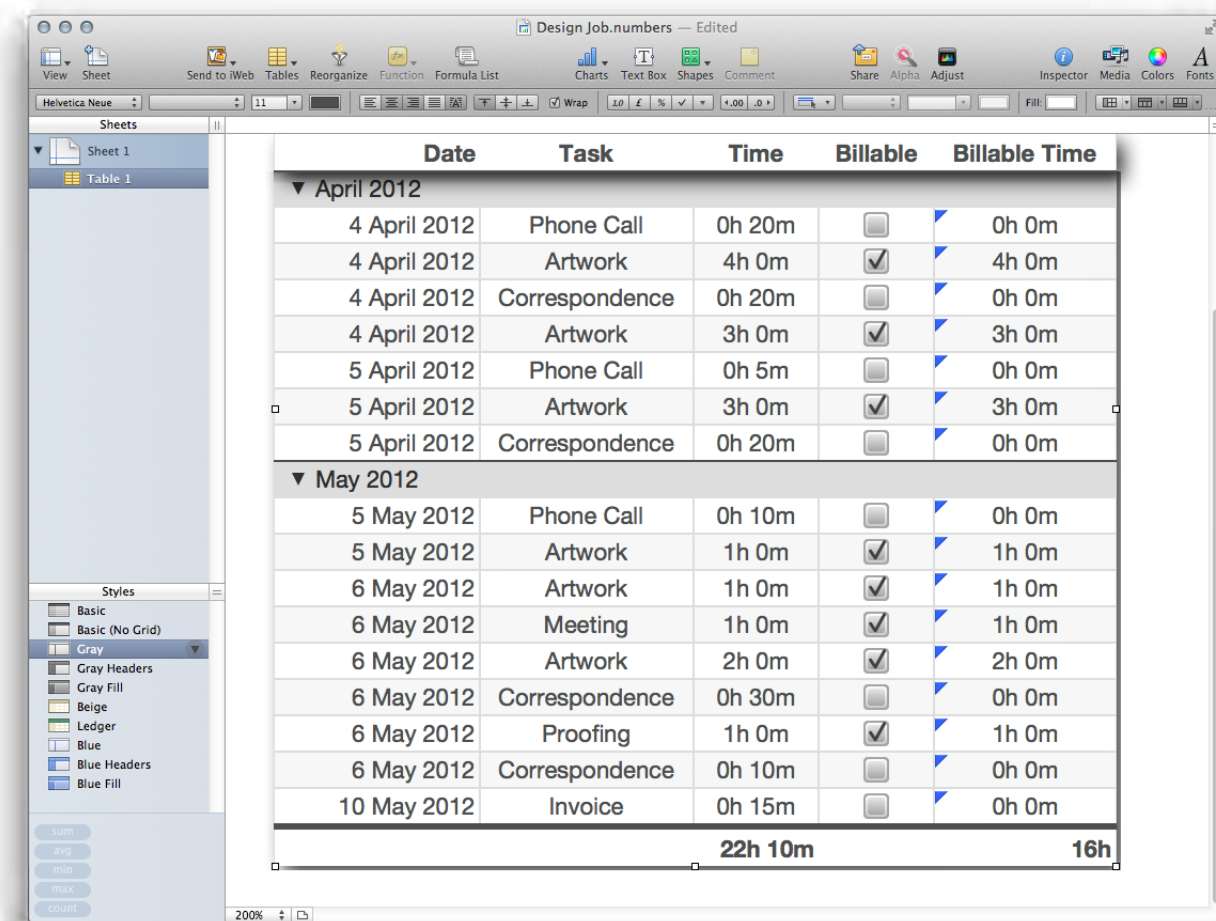 Design Job.numbers — Edited
View Sheet Send to iWeb Tables Reorganize Function Formula List Charts Text Box Shapes Comment Share Alpha Adjust Inspector Media Colors Fonts
Helvetica Neue 11 Wrap 1.0 £ % .00 .0 Fill:
Sheets
Sheet 1
Table 1
Date Task Time Billable Billable Time
April 2012
4 April 2012 Phone Call 0h 20m 0h 0m
4 April 2012 Artwork 4h 0m 4h 0m
4 April 2012 Correspondence 0h 20m 0h 0m
4 April 2012 Artwork 3h 0m 3h 0m
5 April 2012 Phone Call 0h 5m 0h 0m
5 April 2012 Artwork 3h 0m 3h 0m
5 April 2012 Correspondence 0h 20m 0h 0m
May 2012
5 May 2012 Phone Call 0h 10m 0h 0m
5 May 2012 Artwork 1h 0m 1h 0m
6 May 2012 Artwork 1h 0m 1h 0m
6 May 2012 Meeting 1h 0m 1h 0m
6 May 2012 Artwork 2h 0m 2h 0m
6 May 2012 Correspondence 0h 30m 0h 0m
6 May 2012 Proofing 1h 0m 1h 0m
6 May 2012 Correspondence 0h 10m 0h 0m
10 May 2012 Invoice 0h 15m 0h 0m
22h 10m 16h
Styles
Basic
Basic (No Grid)
Gray
Gray Headers
Gray Fill
Beige
Ledger
Blue
Blue Headers
Blue Fill
sum
avg
min
max
count
200%